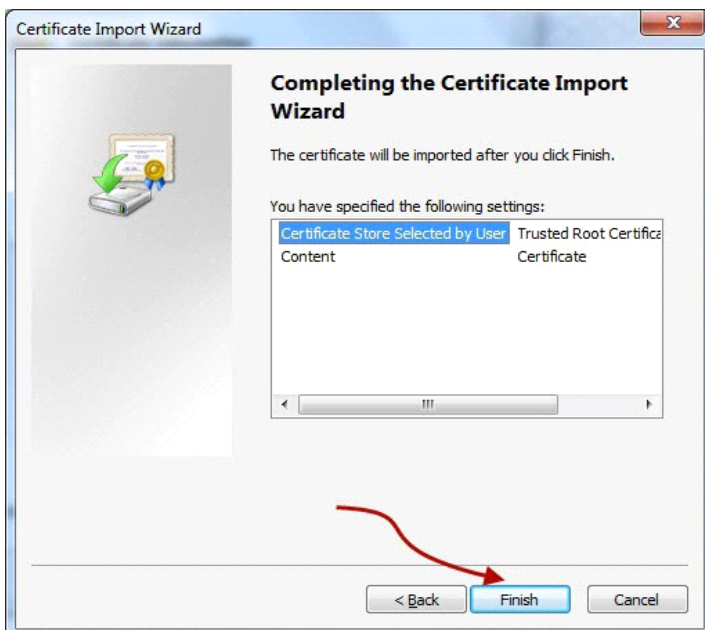 Certificate Import Wizard
Completing the Certificate Import
Wizard
The certificate will be imported after you click Finish.
You have specified the following settings:
Certificate Store Selected by User Trusted Root Certifica
Content Certificate
< Back Finish Cancel